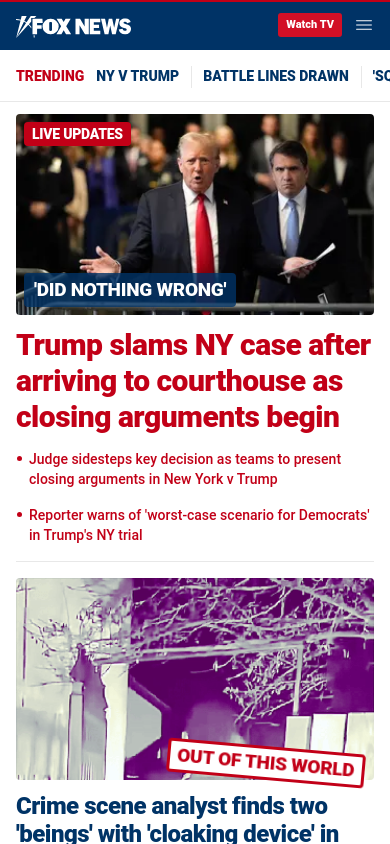 FOX NEWS
Watch TV
TRENDING NY V TRUMP BATTLE LINES DRAWN
LIVE UPDATES
'DID NOTHING WRONG'
Trump slams NY case after
arriving to courthouse as
closing arguments begin
Judge sidesteps key decision as teams to present
closing arguments in New York v Trump
Reporter warns of 'worst-case scenario for Democrats'
in Trump's NY trial
OUT OF THIS WORLD
Crime scene analyst finds two
'beings' with 'cloaking device' in